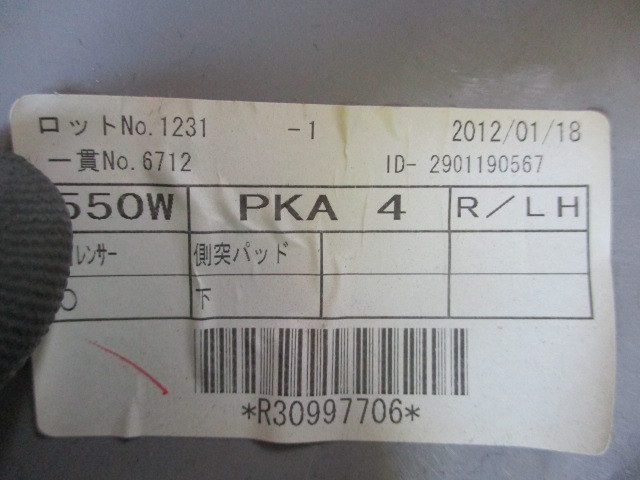 ロットNo.1231 -1 2012/01/18
一貫No.6712 ID- 2901190567
550W PKA 4 R/LH
レンサー 側突パッド
○ 下
*R30997706*